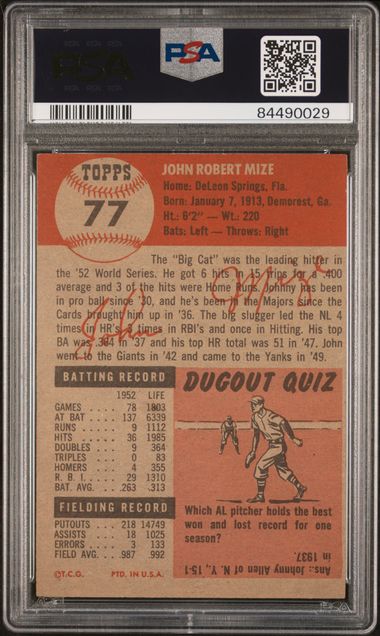 PSA
PSA
84490029
TOPPS
77
JOHN ROBERT MIZE
Home: DeLeon Springs, Fla.
Born: January 7, 1913, Demorest, Ga.
Ht.: 6'2" — Wt.: 220
Bats: Left — Throws: Right
The "Big Cat" was the leading hitter in
the '52 World Series. He got 6 hits in 15 trips for a .400
average and 3 of the hits were Home Runs. Johnny has been
in pro ball since '30, and he's been in the Majors since the
Cards brought him up in '36. The big slugger led the NL 4
times in HR's, 3 times in RBI's and once in Hitting. His top
BA was .364 in '37 and his top HR total was 51 in '47. John
went to the Giants in '42 and came to the Yanks in '49.
John Mize
BATTING RECORD
1952 LIFE
GAMES 78 1803
AT BAT 137 6339
RUNS 9 1112
HITS 36 1985
DOUBLES 9 364
TRIPLES 0 83
HOMERS 4 355
R. B. I. 29 1310
BAT. AVG. .263 .313
FIELDING RECORD
PUTOUTS 218 14749
ASSISTS 18 1025
ERRORS 3 133
FIELD AVG. .987 .992
©T.C.G. PTD. IN U.S.A.
DUGOUT QUIZ
Which AL pitcher holds the best
won and lost record for one
season?
Ans.: Johnny Allen of N. Y., 15-1
in 1937.